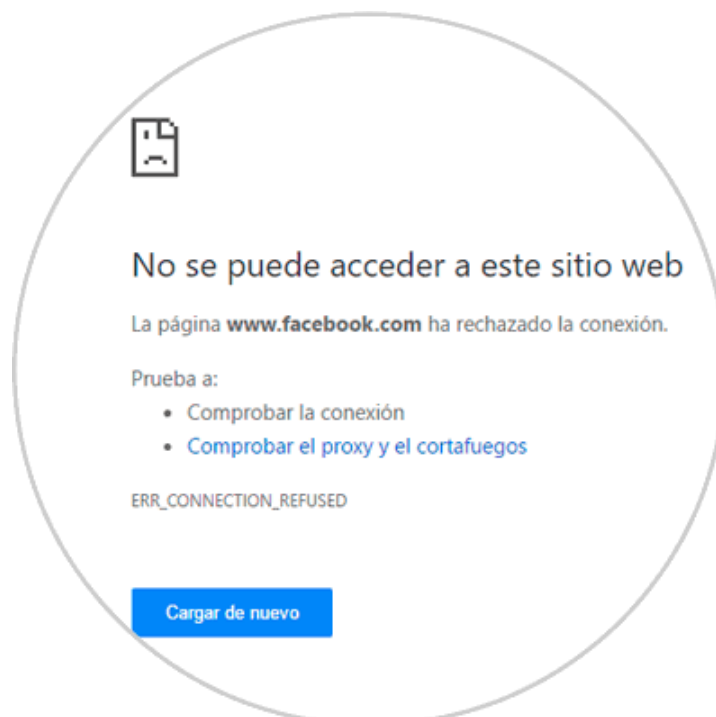 No se puede acceder a este sitio web
La página www.facebook.com ha rechazado la conexión.
Prueba a:
• Comprobar la conexión
• Comprobar el proxy y el cortafuegos
ERR_CONNECTION_REFUSED
Cargar de nuevo